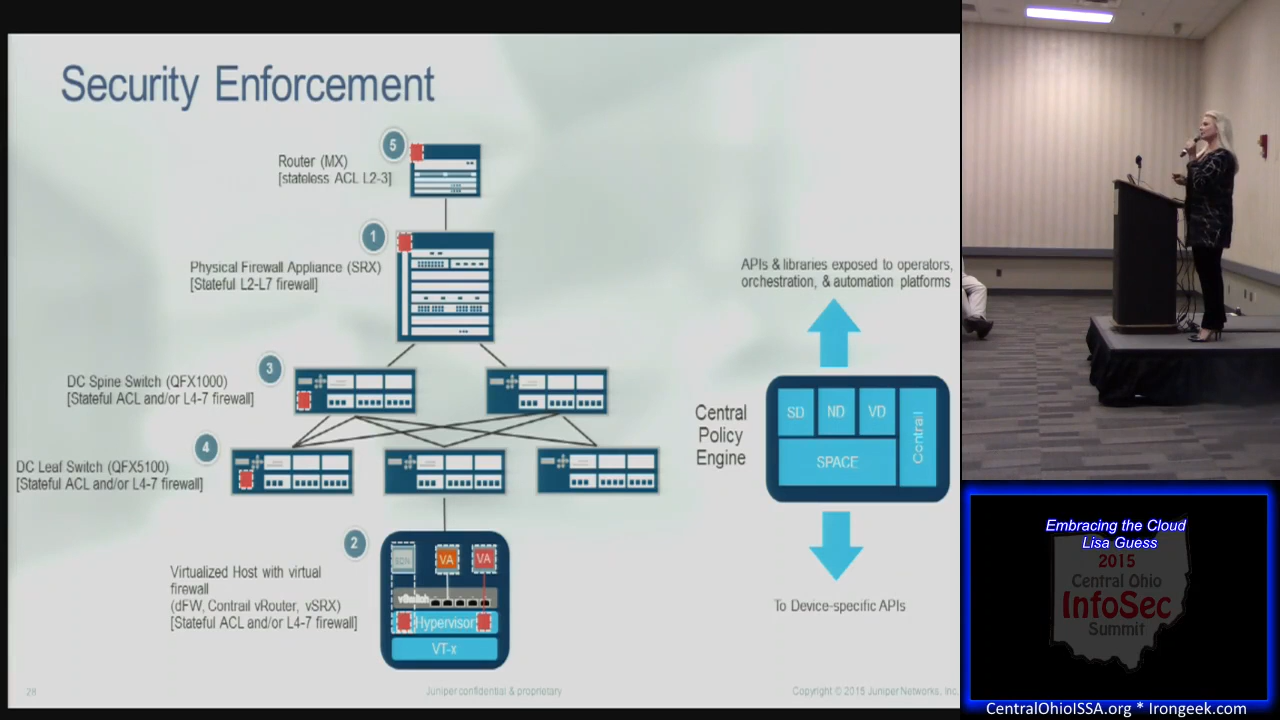 Security Enforcement
5
Router (MX)
[stateless ACL L2-3]
1
Physical Firewall Appliance (SRX)
[Stateful L2-L7 firewall]
3
DC Spine Switch (QFX1000)
[Stateful ACL and/or L4-7 firewall]
4
DC Leaf Switch (QFX5100)
[Stateful ACL and/or L4-7 firewall]
2
Virtualized Host with virtual
firewall
(dFW, Contrail vRouter, vSRX)
[Stateful ACL and/or L4-7 firewall]
SDN
VA
VA
vSwitch
Hypervisor
VT-x
APIs & libraries exposed to operators,
orchestration, & automation platforms
Central
Policy
Engine
SD
ND
VD
SPACE
Contrail
To Device-specific APIs
28
Juniper confidential & proprietary
Copyright © 2015 Juniper Networks, Inc.
Embracing the Cloud
Lisa Guess
2015
Central Ohio
InfoSec
Summit
CentralOhioISSA.org * Irongeek.com